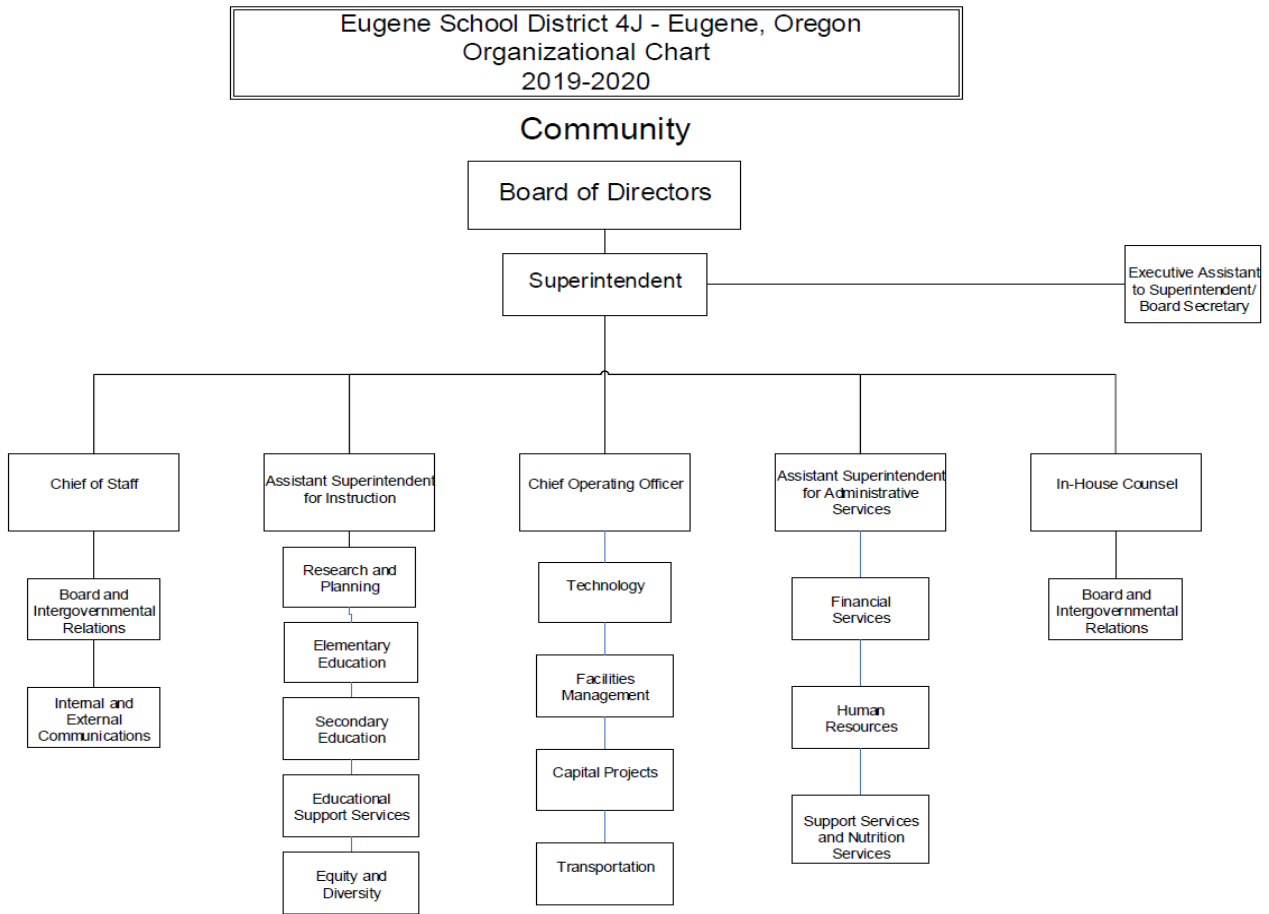 Eugene School District 4J - Eugene, Oregon
Organizational Chart
2019-2020
Community
Board of Directors
Superintendent
Executive Assistant
to Superintendent/
Board Secretary
Chief of Staff
Board and
Intergovernmental
Relations
Internal and
External
Communications
Assistant Superintendent
for Instruction
Research and
Planning
Elementary
Education
Secondary
Education
Educational
Support Services
Equity and
Diversity
Chief Operating Officer
Technology
Facilities
Management
Capital Projects
Transportation
Assistant Superintendent
for Administrative
Services
Financial
Services
Human
Resources
Support Services
and Nutrition
Services
In-House Counsel
Board and
Intergovernmental
Relations